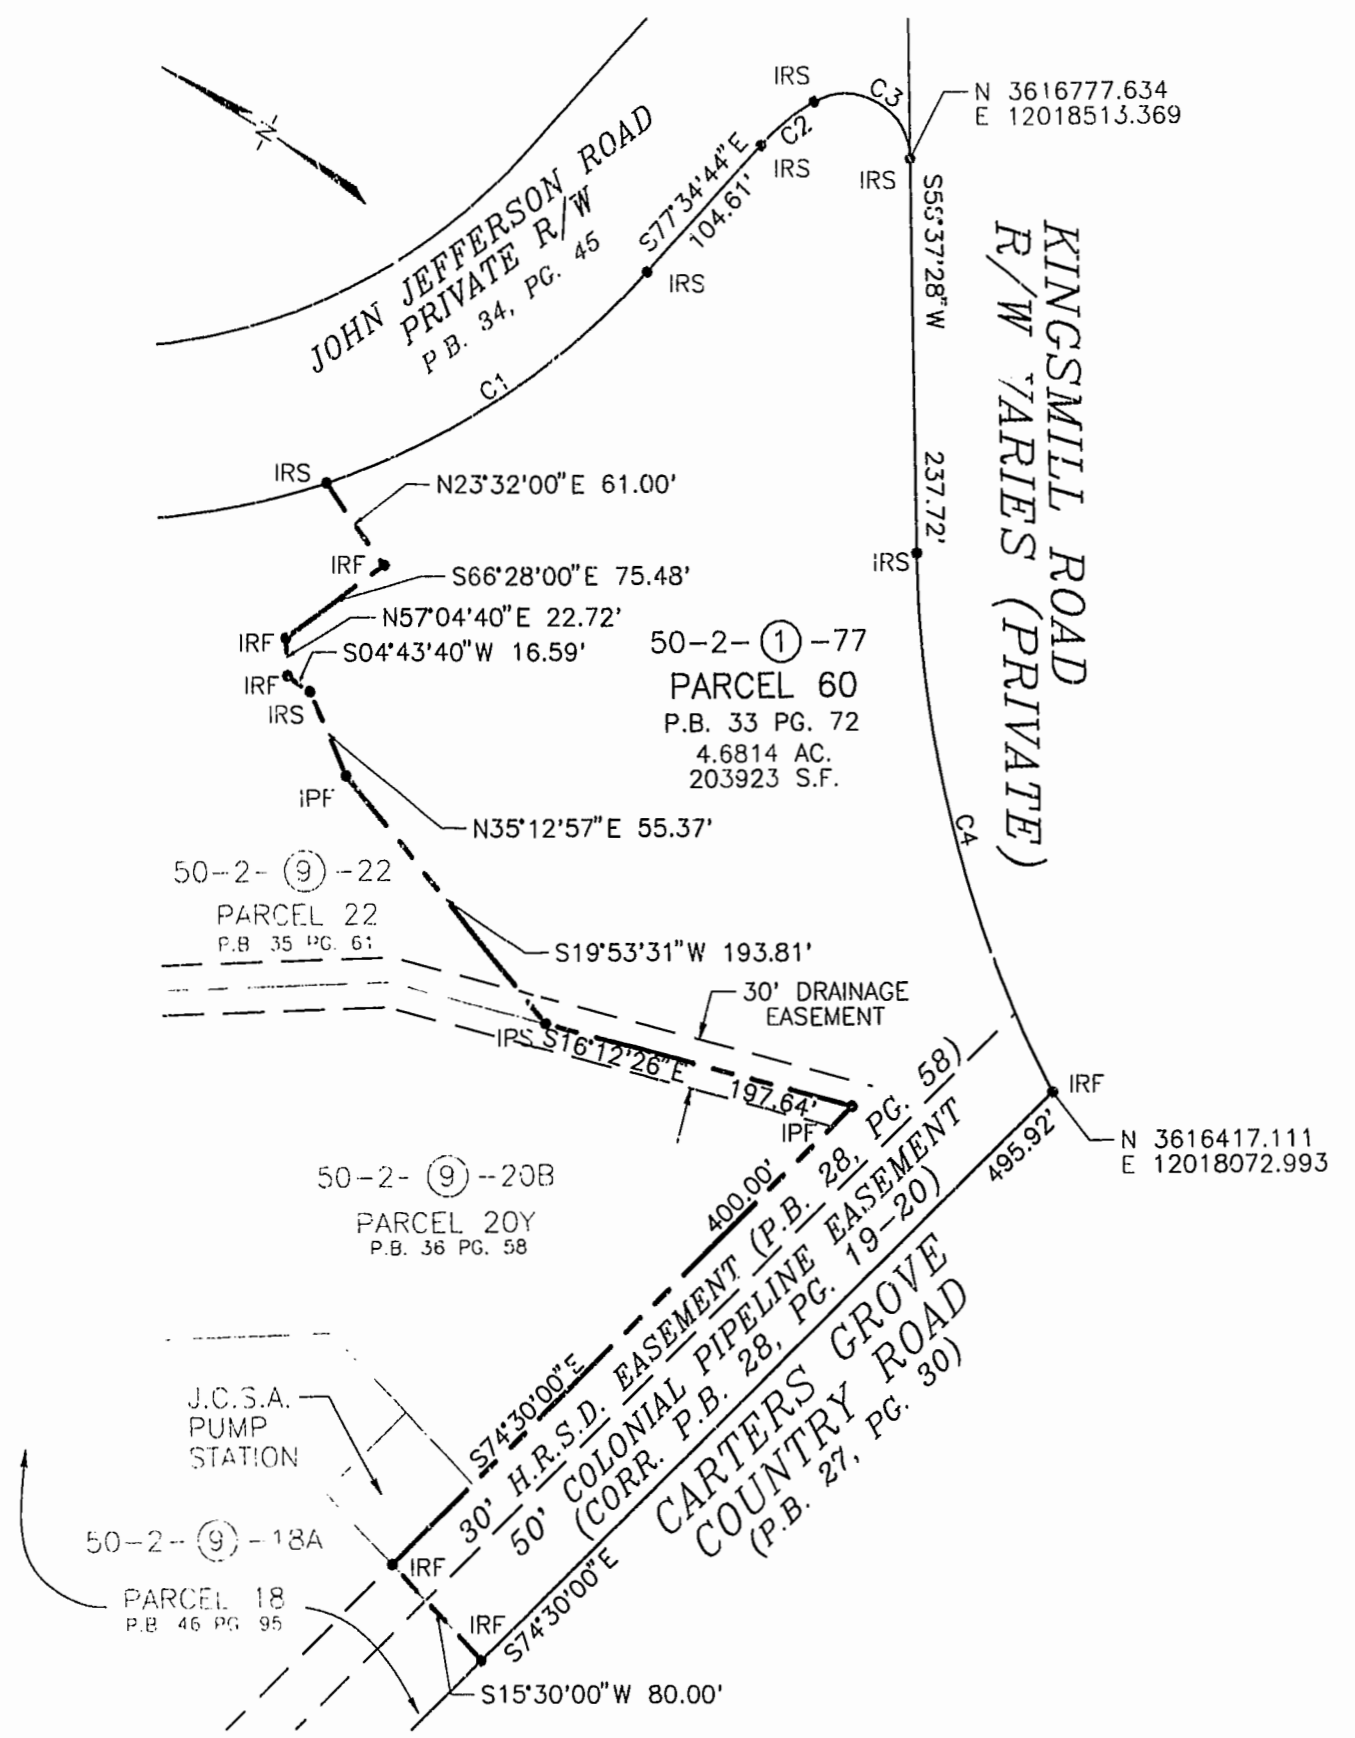 IRS
C3
N 3616777.634
E 12018513.369
C2
IRS
IRS
-N-
JOHN JEFFERSON ROAD
PRIVATE R/W
P.B. 34, PG. 45
S77°34'44"E
104.61'
IRS
37'28"W
237.72'
KINGSMILL ROAD
R/W VARIES (PRIVATE)
C1
IRS
N23°32'00"E 61.00'
IRF
S66°28'00"E 75.48'
IRS
N57°04'40"E 22.72'
IRF
S04°43'40"W 16.59'
IRF
IRS
50-2-①-77
PARCEL 60
P.B. 33 PG. 72
4.6814 AC.
203923 S.F.
IPF
N35°12'57"E 55.37'
C4
50-2-⑨-22
PARCEL 22
P.B 35 PG. 61
S19°53'31"W 193.81'
30' DRAINAGE
EASEMENT
IPS
S16°12'26"E
197.64'
IPF
IRF
N 3616417.111
E 12018072.993
50-2-⑨-20B
PARCEL 20Y
P.B. 36 PG. 58
400.00'
S74°30'00"E
30' H.R.S.D. EASEMENT (P.B. 28, PG. 58)
50' COLONIAL PIPELINE EASEMENT
(CORR. P.B. 28, PG. 19-20)
495.92'
CARTERS GROVE
COUNTRY ROAD
(P.B. 27, PG. 30)
J.C.S.A.
PUMP
STATION
50-2-⑨-18A
PARCEL 18
P.B 46 PG 95
IRF
IRF
S74°30'00"E
S15°30'00"W 80.00'